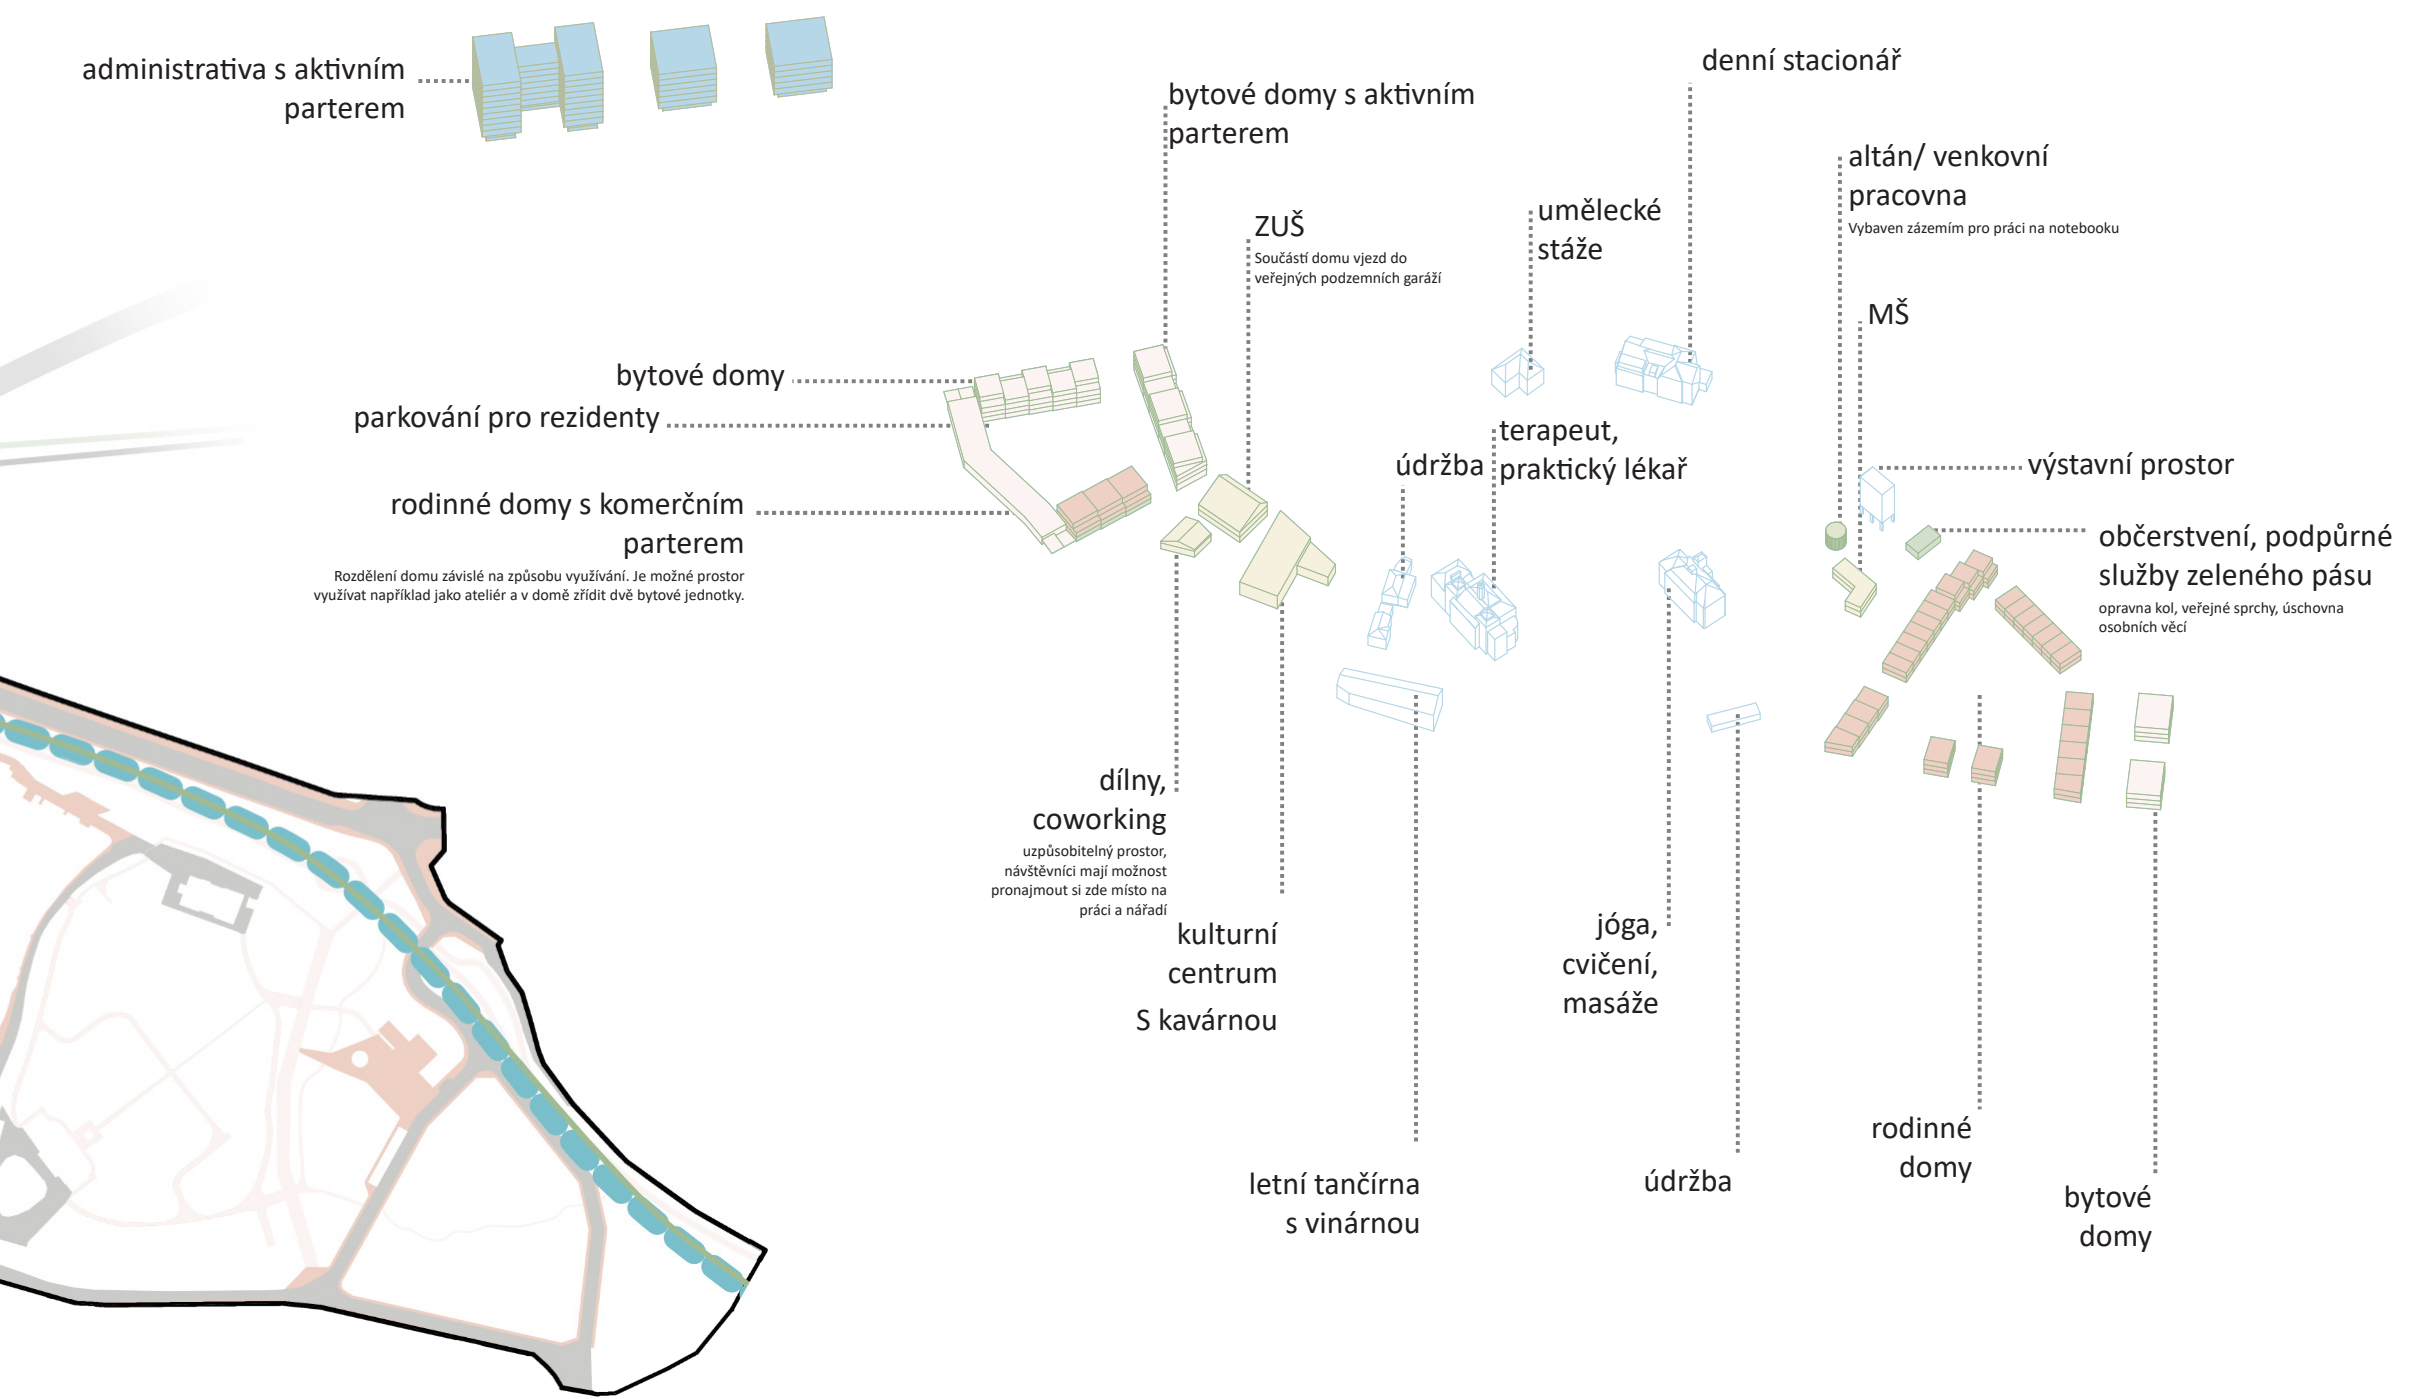 administrativa s aktivním
parterem
denní stacionář
bytové domy s aktivním
parterem
altán/ venkovní
pracovna
Vybaven zázemím pro práci na notebooku
umělecké
stáže
ZUŠ
Součástí domu vjezd do
veřejných podzemních garáží
MŠ
bytové domy
parkování pro rezidenty
terapeut,
praktický lékař
údržba
výstavní prostor
rodinné domy s komerčním
parterem
Rozdělení domu závislé na způsobu využívání. Je možné prostor
využívat například jako ateliér a v domě zřídit dvě bytové jednotky.
občerstvení, podpůrné
služby zeleného pásu
opravna kol, veřejné sprchy, úschovna
osobních věcí
dílny,
coworking
uzpůsobitelný prostor,
návštěvníci mají možnost
pronajmout si zde místo na
práci a nářadí
kulturní
centrum
S kavárnou
jóga,
cvičení,
masáže
letní tančírna
s vinárnou
údržba
rodinné
domy
bytové
domy